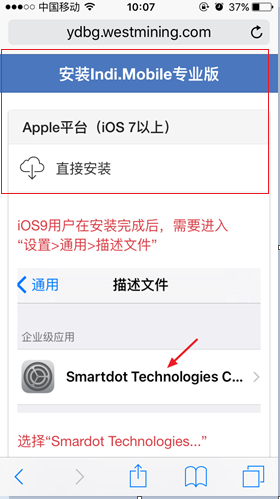 中国移动 10:07 37%
ydbg.westmining.com
安装Indi.Mobile专业版
Apple平台（iOS 7以上）
直接安装
iOS9用户在安装完成后，需要进入
“设置>通用>描述文件”
通用 描述文件
企业级应用
Smartdot Technologies C...
选择“Smardot Technologies...”